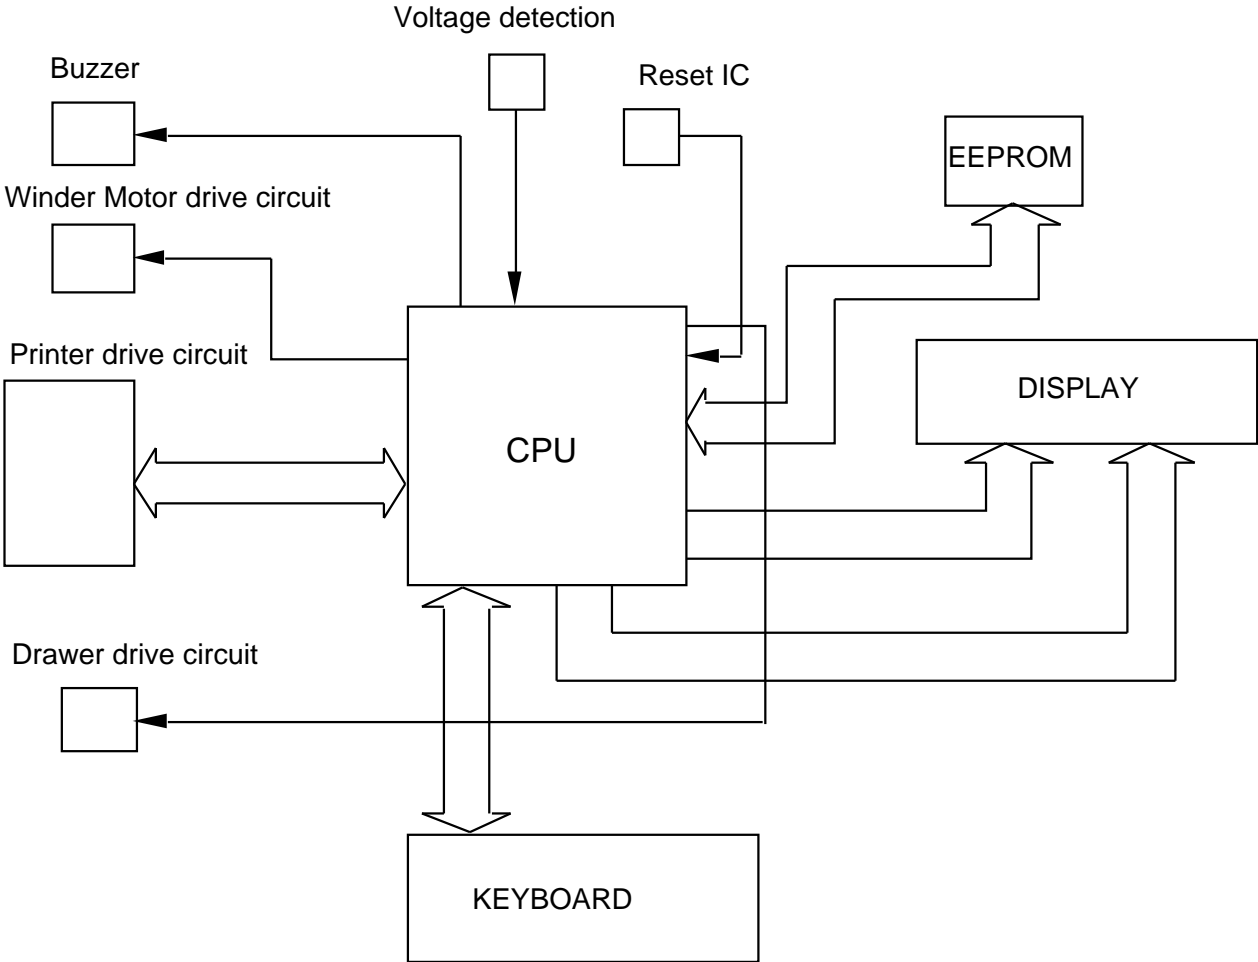 Voltage detection
Buzzer
Reset IC
EEPROM
Winder Motor drive circuit
Printer drive circuit
DISPLAY
CPU
Drawer drive circuit
KEYBOARD